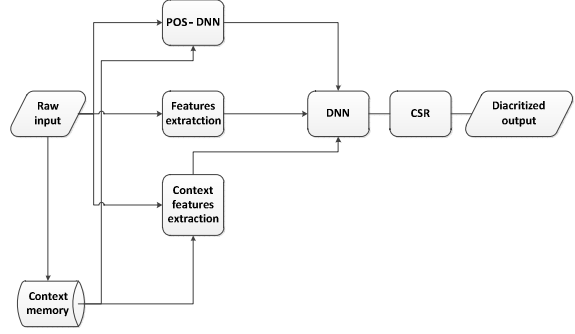 POS- DNN
Raw
input
Features
extratction
DNN
CSR
Diacritized
output
Context
features
extraction
Context
memory